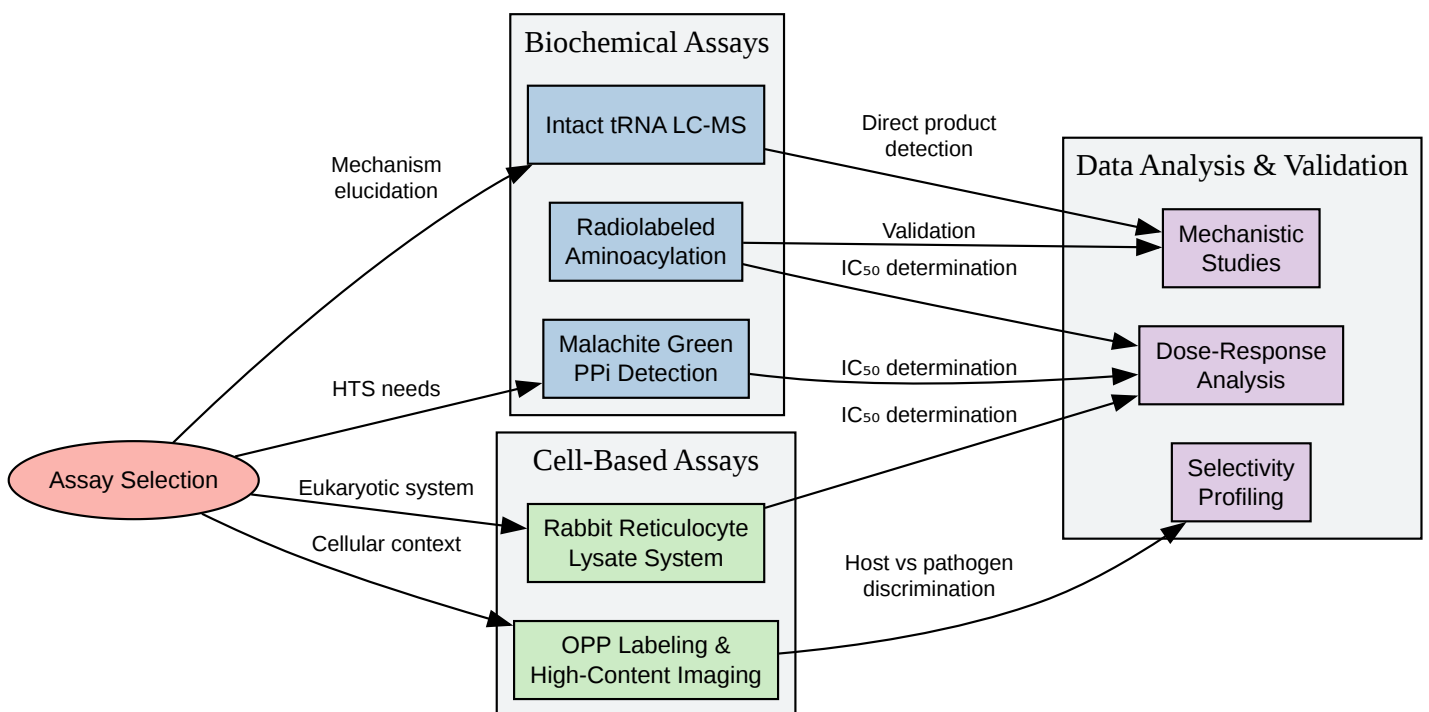 Biochemical Assays
Intact tRNA LC-MS
Radiolabeled
Aminoacylation
Malachite Green
PPi Detection
Cell-Based Assays
Rabbit Reticulocyte
Lysate System
OPP Labeling &
High-Content Imaging
Data Analysis & Validation
Mechanistic
Studies
Dose-Response
Analysis
Selectivity
Profiling
Assay Selection
Mechanism
elucidation
HTS needs
Eukaryotic system
Cellular context
Direct product
detection
Validation
IC₅₀ determination
IC₅₀ determination
IC₅₀ determination
Host vs pathogen
discrimination